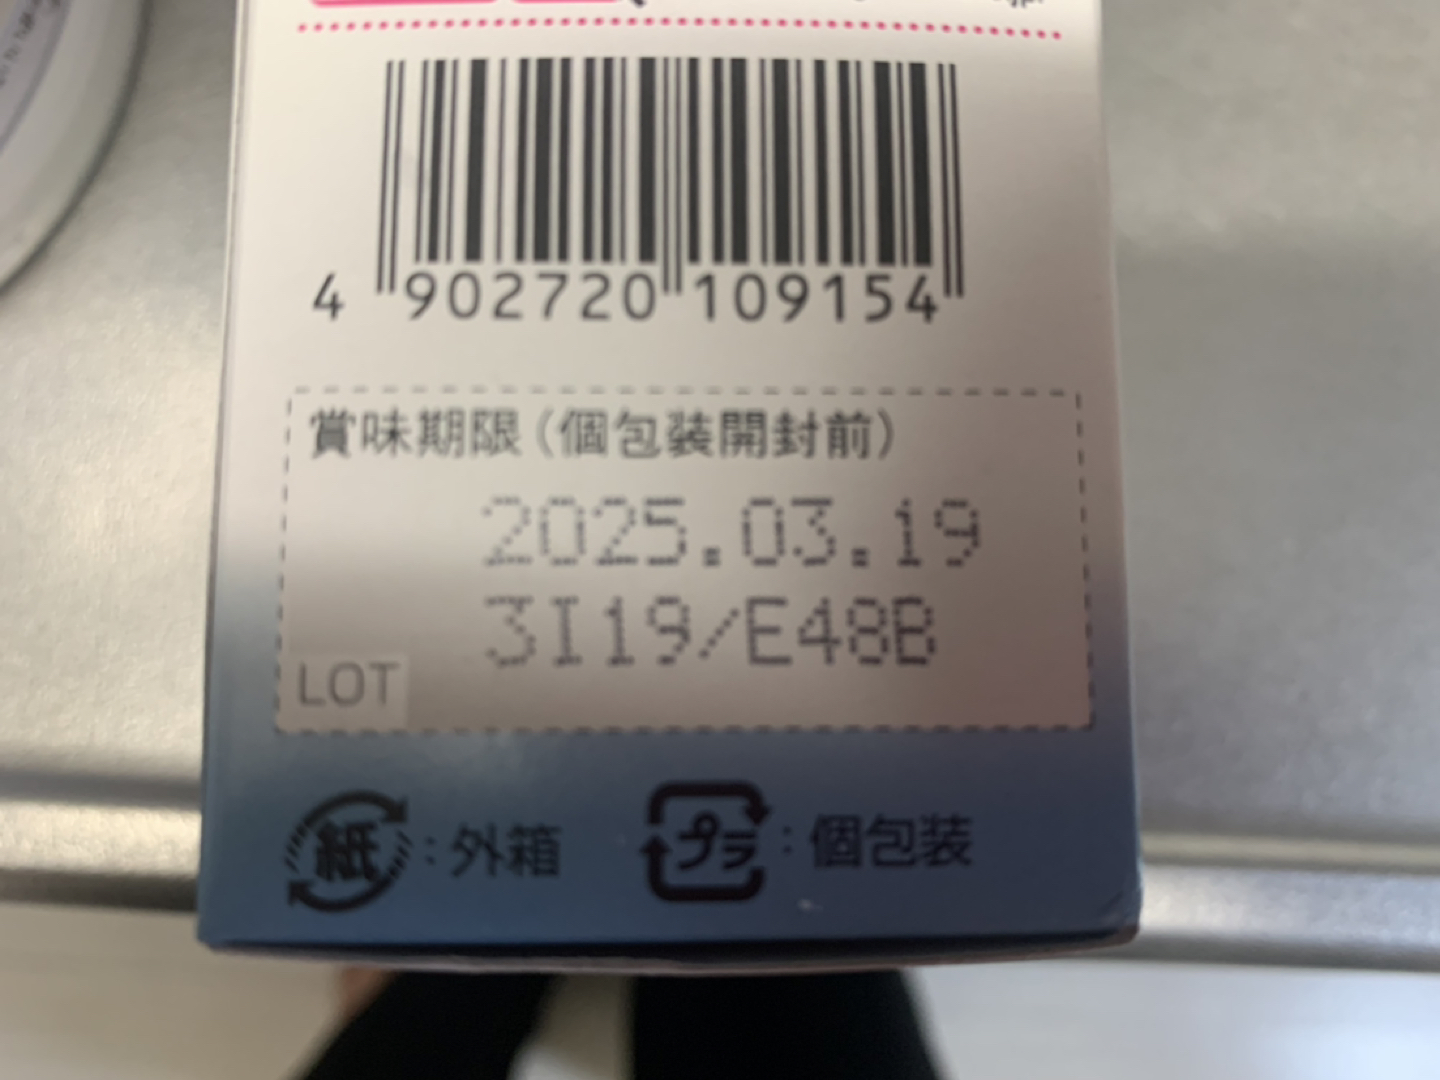 4 902720 109154
賞味期限(個包装開封前)
2025.03.19
3I19/E48B
LOT
紙:外箱 プラ:個包装